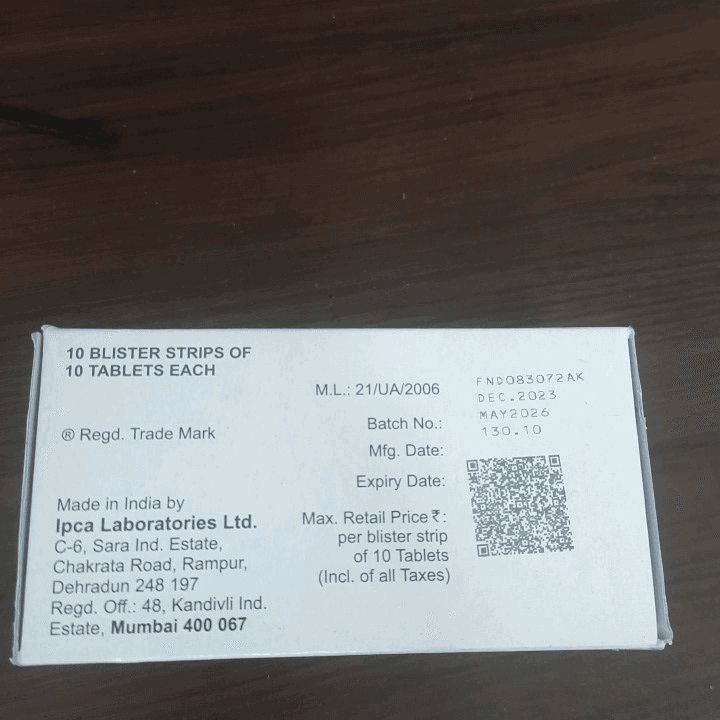 10 BLISTER STRIPS OF
10 TABLETS EACH
® Regd. Trade Mark
Made in India by
Ipca Laboratories Ltd.
C-6, Sara Ind. Estate,
Chakrata Road, Rampur,
Dehradun 248 197
Regd. Off.: 48, Kandivli Ind.
Estate, Mumbai 400 067
M.L.: 21/UA/2006
Batch No.:
Mfg. Date:
Expiry Date:
Max. Retail Price ₹:
per blister strip
of 10 Tablets
(Incl. of all Taxes)
FND083072AK
DEC.2023
MAY2026
130.10